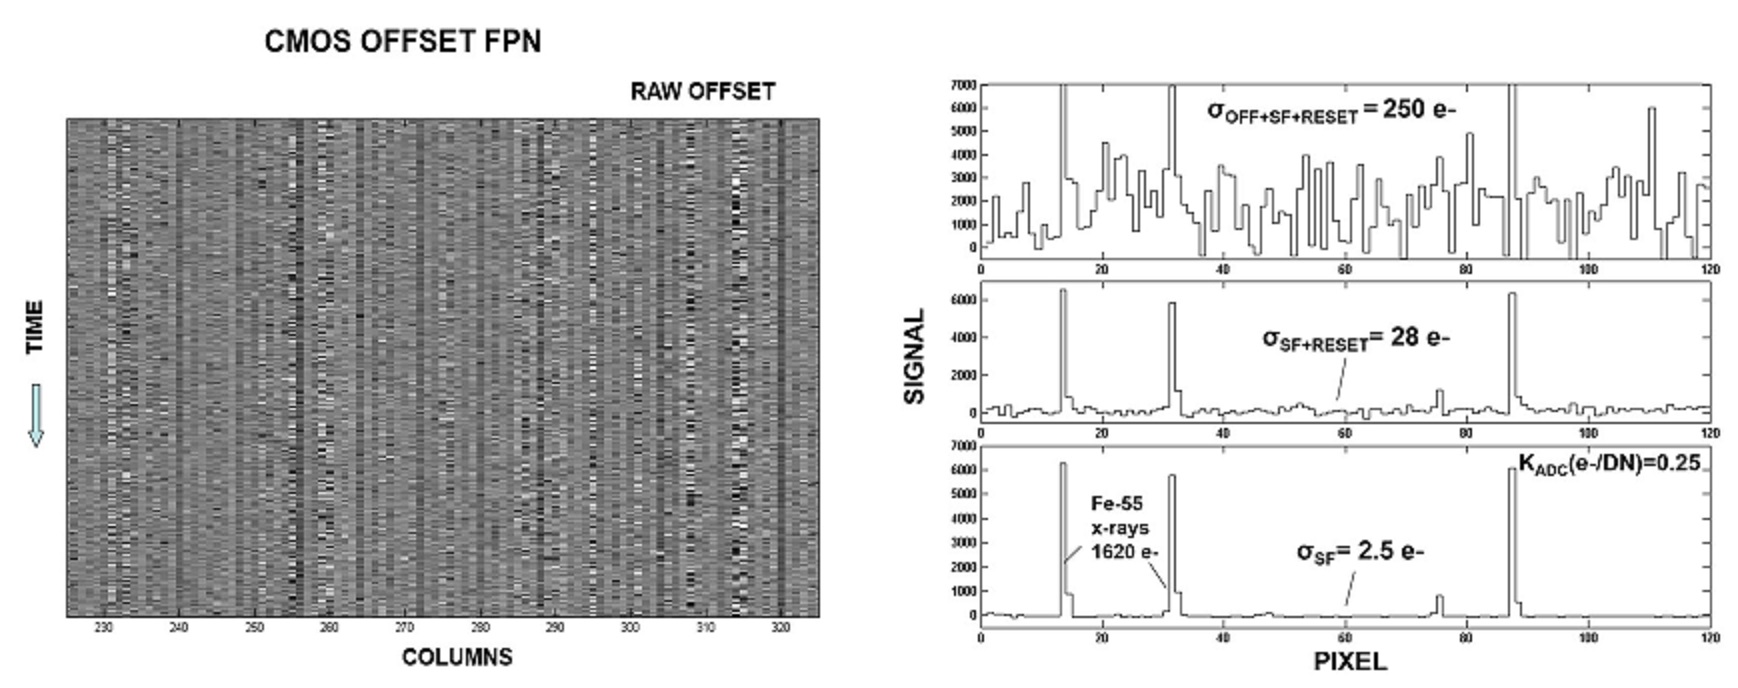 CMOS OFFSET FPN
RAW OFFSET
TIME
230 240 250 260 270 280 290 300 310 320
COLUMNS
SIGNAL
7000
6000
5000
4000
3000
2000
1000
0
σOFF+SF+RESET = 250 e-
0 20 40 60 80 100 120
6000
4000
2000
0
σSF+RESET= 28 e-
0 20 40 60 80 100 120
7000
6000
5000
4000
3000
2000
1000
0
KADC(e-/DN)=0.25
Fe-55
x-rays
1620 e-
σSF= 2.5 e-
0 20 40 60 80 100 120
PIXEL